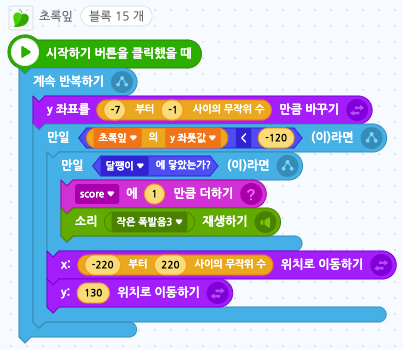 초록잎 블록 15 개
시작하기 버튼을 클릭했을 때
계속 반복하기
y 좌표를 -7 부터 -1 사이의 무작위 수 만큼 바꾸기
만일 초록잎 의 y 좌푯값 < -120 (이)라면
만일 달팽이 에 닿았는가? (이)라면
score 에 1 만큼 더하기 ?
소리 작은 폭발음3 재생하기
x: -220 부터 220 사이의 무작위 수 위치로 이동하기
y: 130 위치로 이동하기